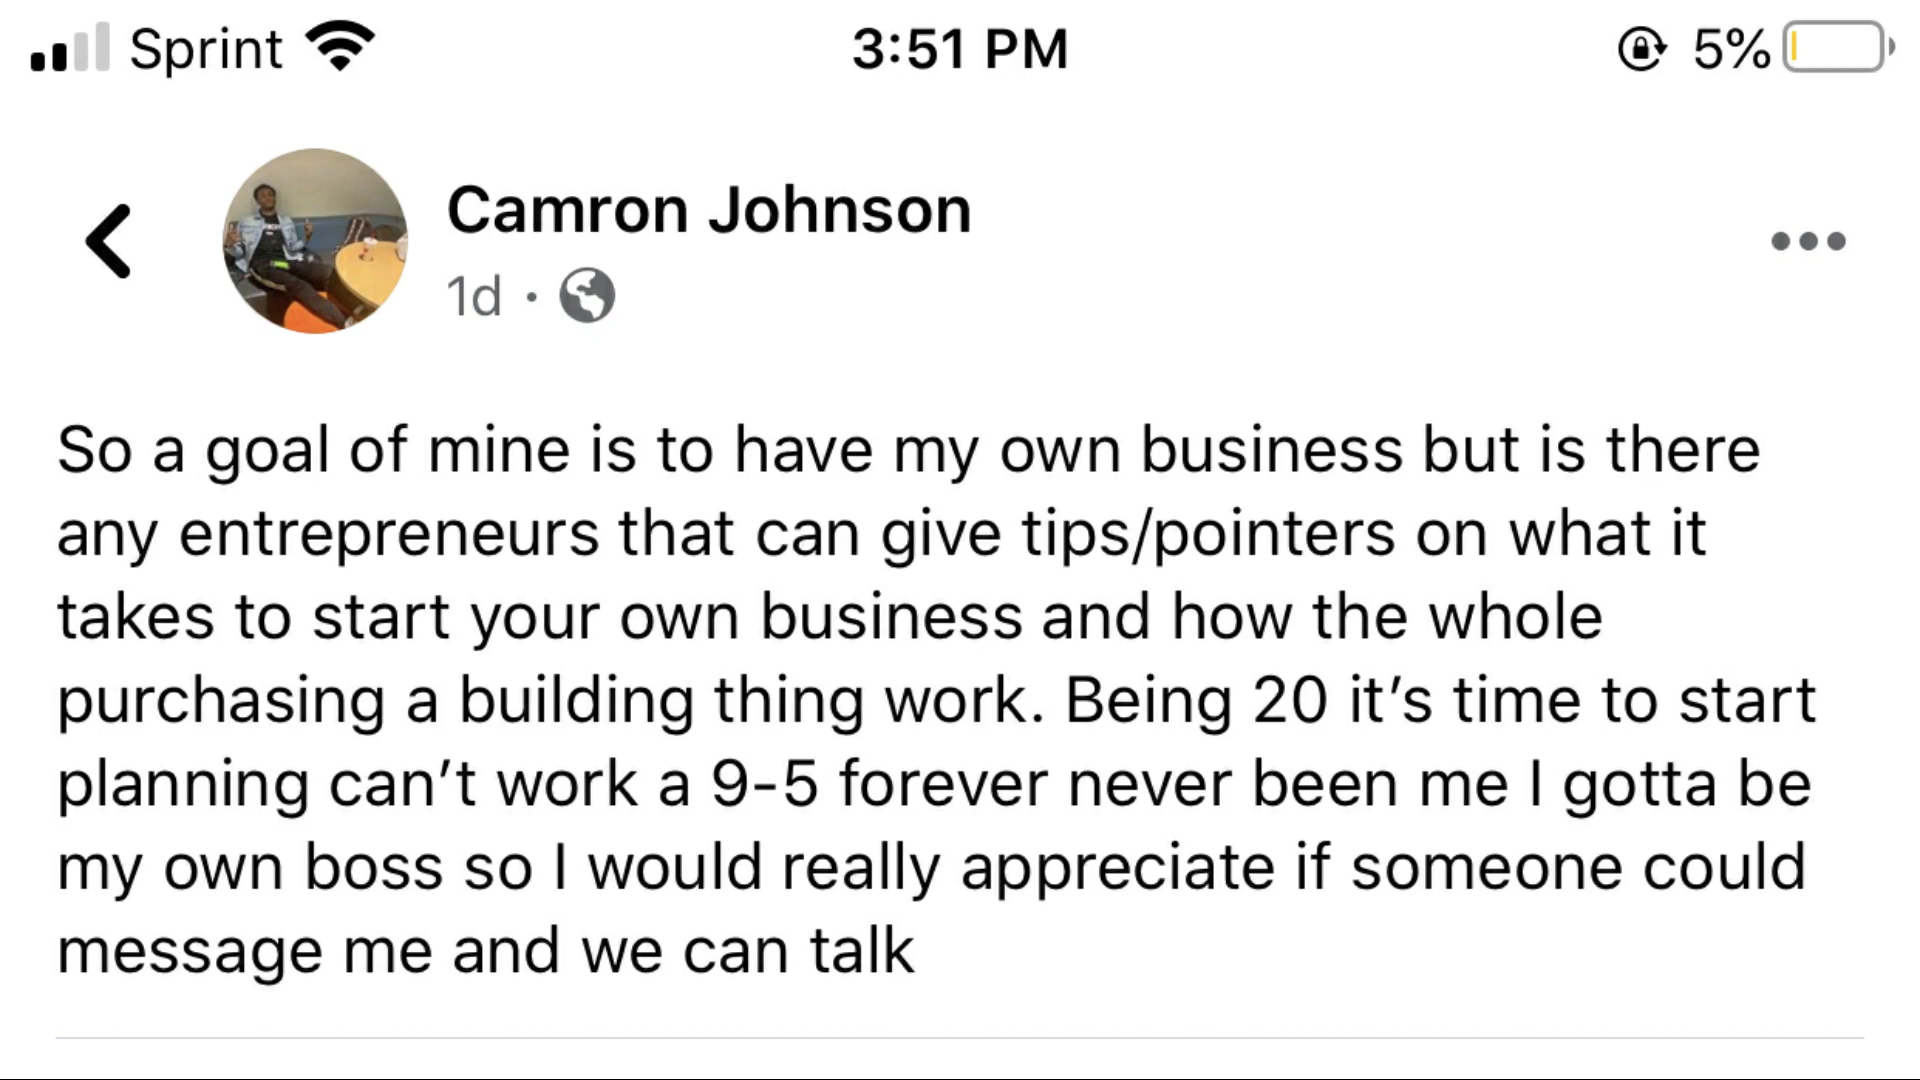 Sprint 3:51 PM 5%
Camron Johnson
1d ·
So a goal of mine is to have my own business but is there
any entrepreneurs that can give tips/pointers on what it
takes to start your own business and how the whole
purchasing a building thing work. Being 20 it’s time to start
planning can’t work a 9-5 forever never been me I gotta be
my own boss so I would really appreciate if someone could
message me and we can talk